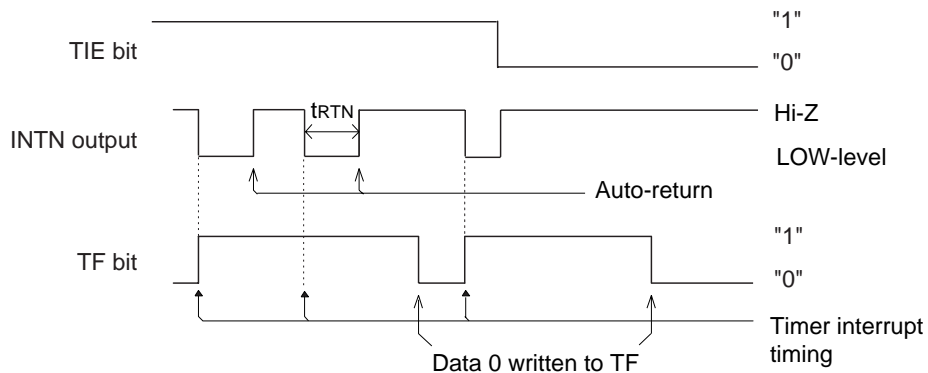 TIE bit
"1"
"0"
INTN output
tRTN
Hi-Z
LOW-level
Auto-return
TF bit
"1"
"0"
Timer interrupt
timing
Data 0 written to TF